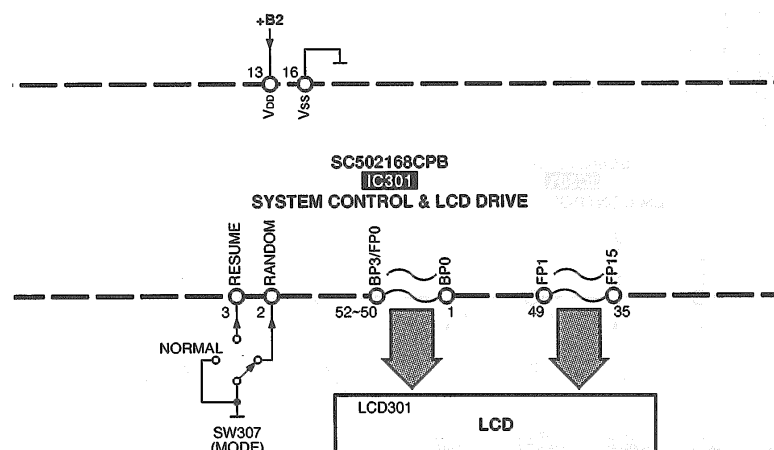 +B2
13 16
VDD VSS
SC502168CPB
IC301
SYSTEM CONTROL & LCD DRIVE
RESUME RANDOM BP3/FP0 BP0 FP1 FP15
3 2 52~50 1 49 35
NORMAL
LCD301
LCD
SW307
(MODE)